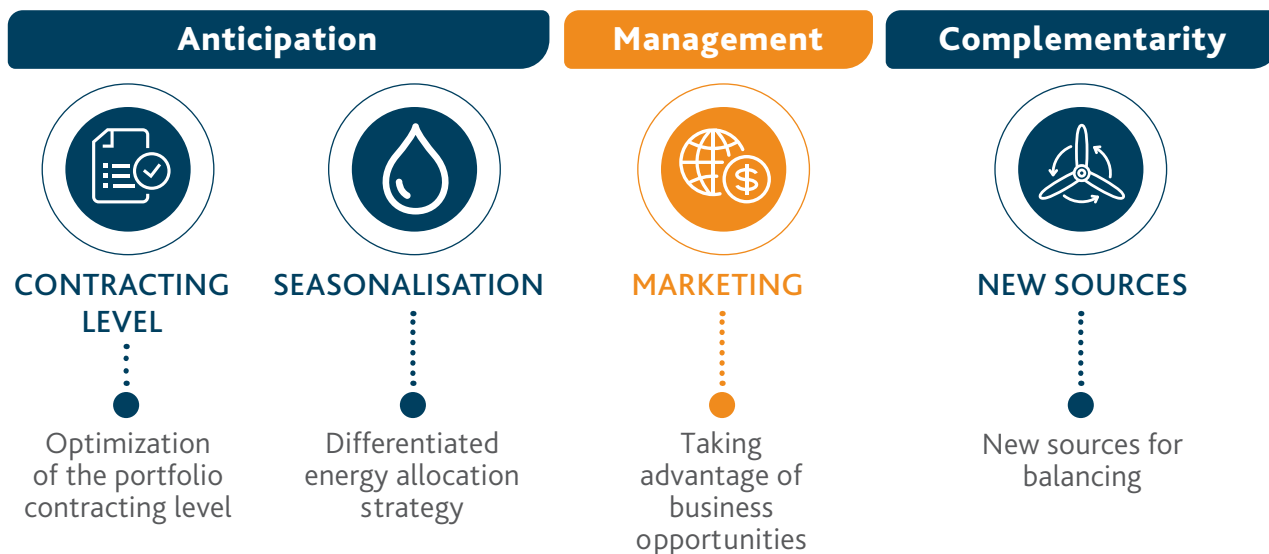 Anticipation
Management
Complementarity
$
CONTRACTING
LEVEL
SEASONALISATION
MARKETING
NEW SOURCES
Optimization
of the portfolio
contracting level
Differentiated
energy allocation
strategy
Taking
advantage of
business
opportunities
New sources for
balancing